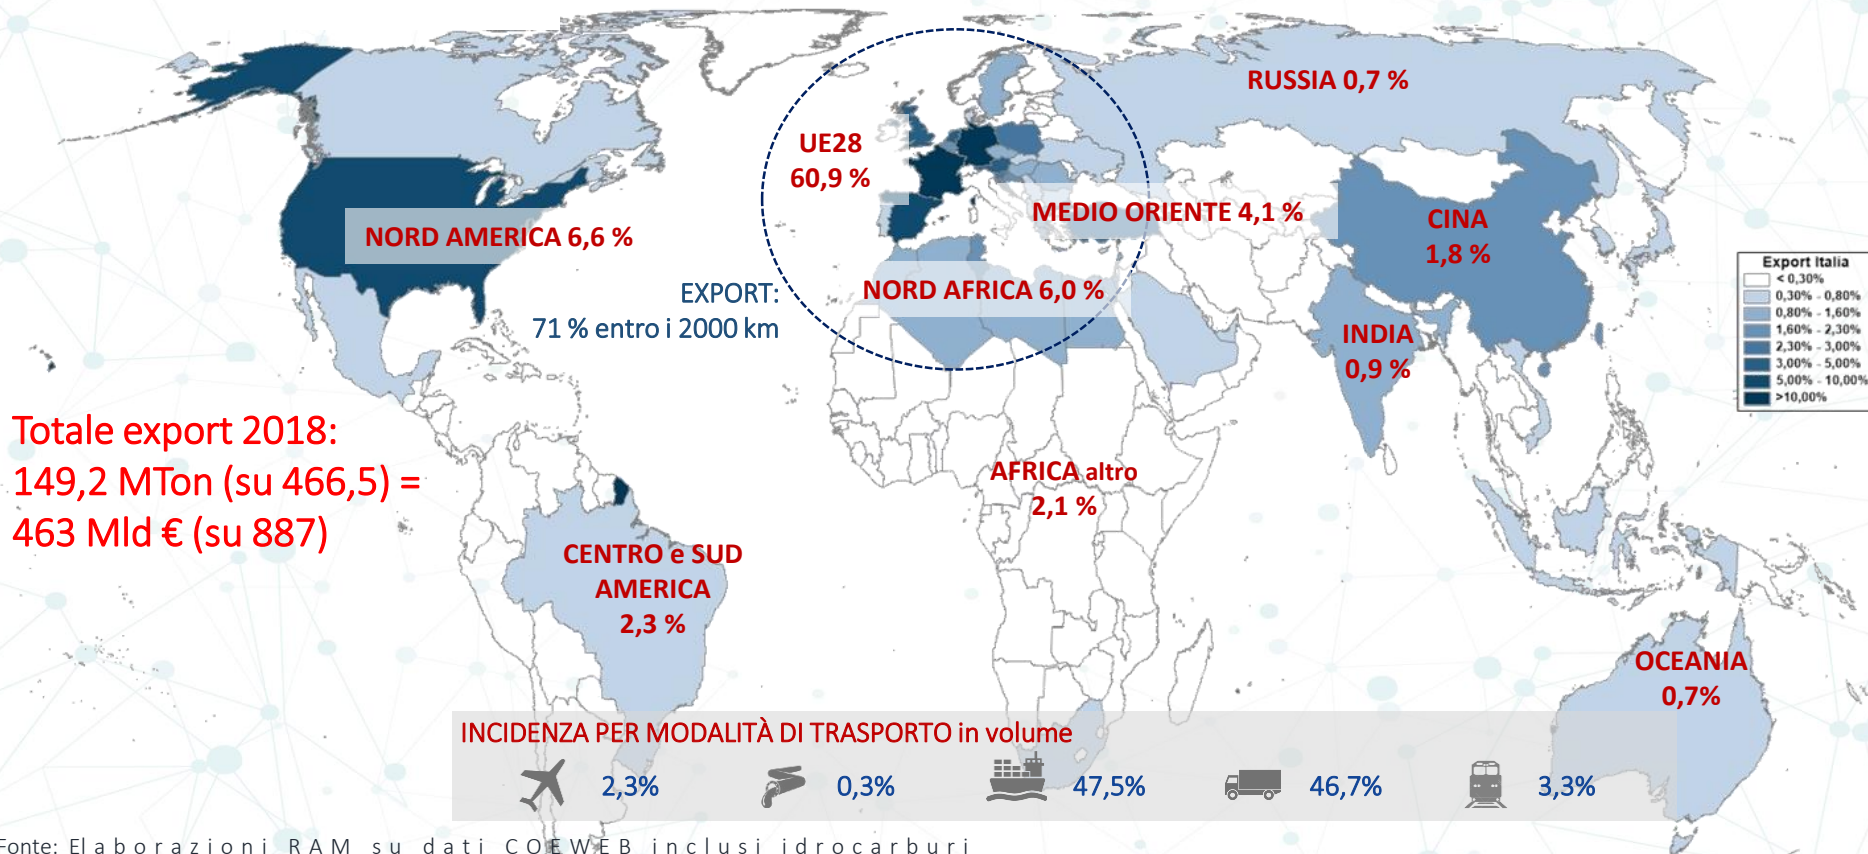 RUSSIA 0,7 %
UE28
60,9 %
MEDIO ORIENTE 4,1 %
CINA
1,8 %
NORD AMERICA 6,6 %
NORD AFRICA 6,0 %
EXPORT:
71 % entro i 2000 km
INDIA
0,9 %
Export Italia
< 0,30%
0,30% - 0,80%
0,80% - 1,60%
1,60% - 2,30%
2,30% - 3,00%
3,00% - 5,00%
5,00% - 10,00%
>10,00%
Totale export 2018:
149,2 MTon (su 466,5) =
463 Mld € (su 887)
AFRICA altro
2,1 %
CENTRO e SUD
AMERICA
2,3 %
OCEANIA
0,7%
INCIDENZA PER MODALITÀ DI TRASPORTO in volume
2,3%
0,3%
47,5%
46,7%
3,3%
Fonte: Elaborazioni RAM su dati COEWEB inclusi idrocarburi